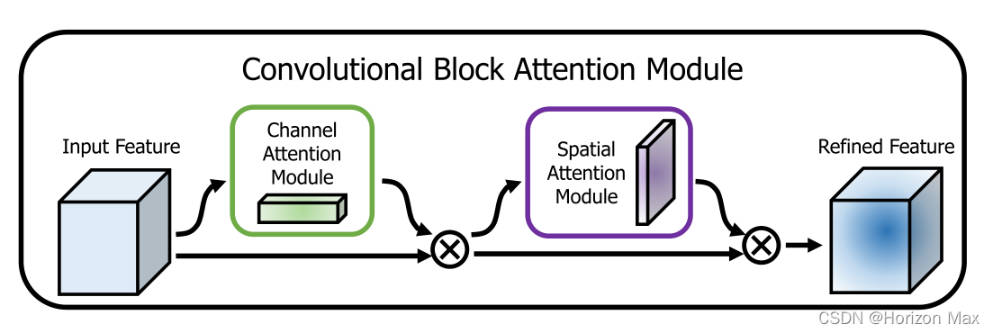 Convolutional Block Attention Module
Input Feature
Channel
Attention
Module
Spatial
Attention
Module
Refined Feature
CSDN @Horizon Max